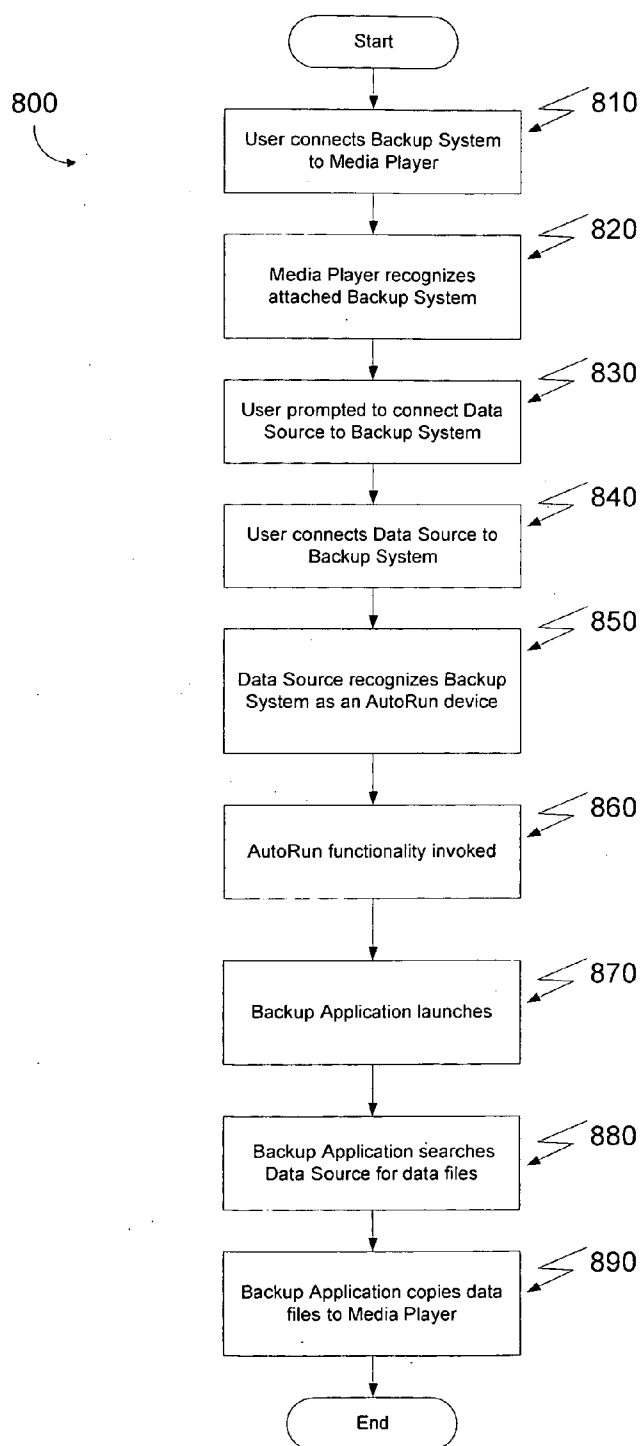 Start
800
810
User connects Backup System
to Media Player
820
Media Player recognizes
attached Backup System
830
User prompted to connect Data
Source to Backup System
840
User connects Data Source to
Backup System
850
Data Source recognizes Backup
System as an AutoRun device
860
AutoRun functionality invoked
870
Backup Application launches
880
Backup Application searches
Data Source for data files
890
Backup Application copies data
files to Media Player
End